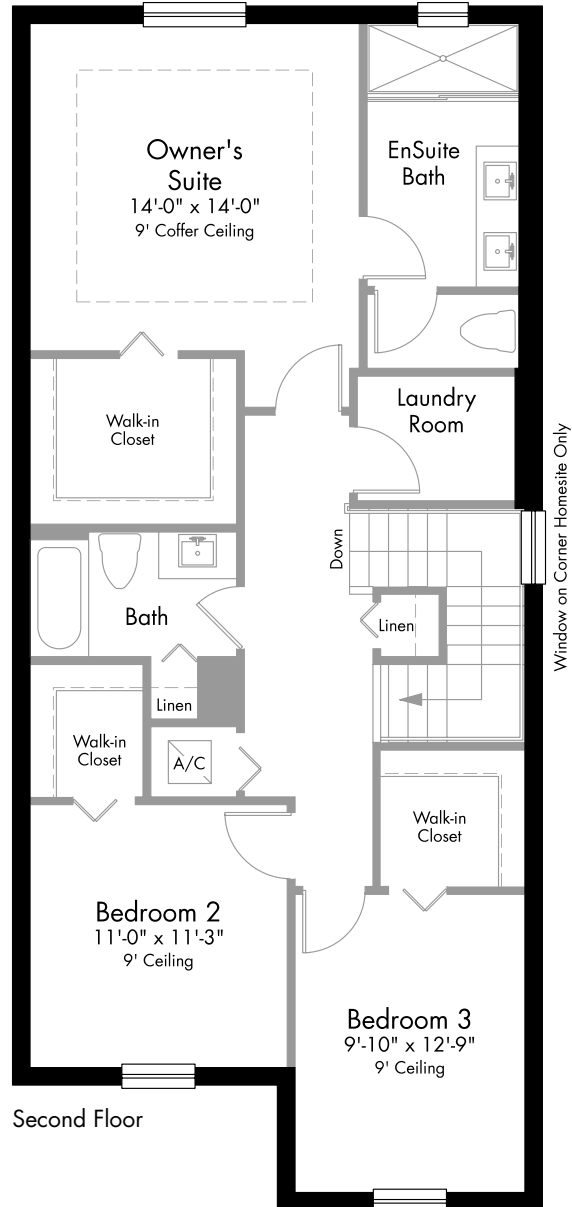 Owner's
Suite
14'-0" x 14'-0"
9' Coffer Ceiling
EnSuite
Bath
Walk-in
Closet
Laundry
Room
Window on Corner Homesite Only
Down
Bath
Linen
Linen
Walk-in
Closet
A/C
Walk-in
Closet
Bedroom 2
11'-0" x 11'-3"
9' Ceiling
Bedroom 3
9'-10" x 12'-9"
9' Ceiling
Second Floor